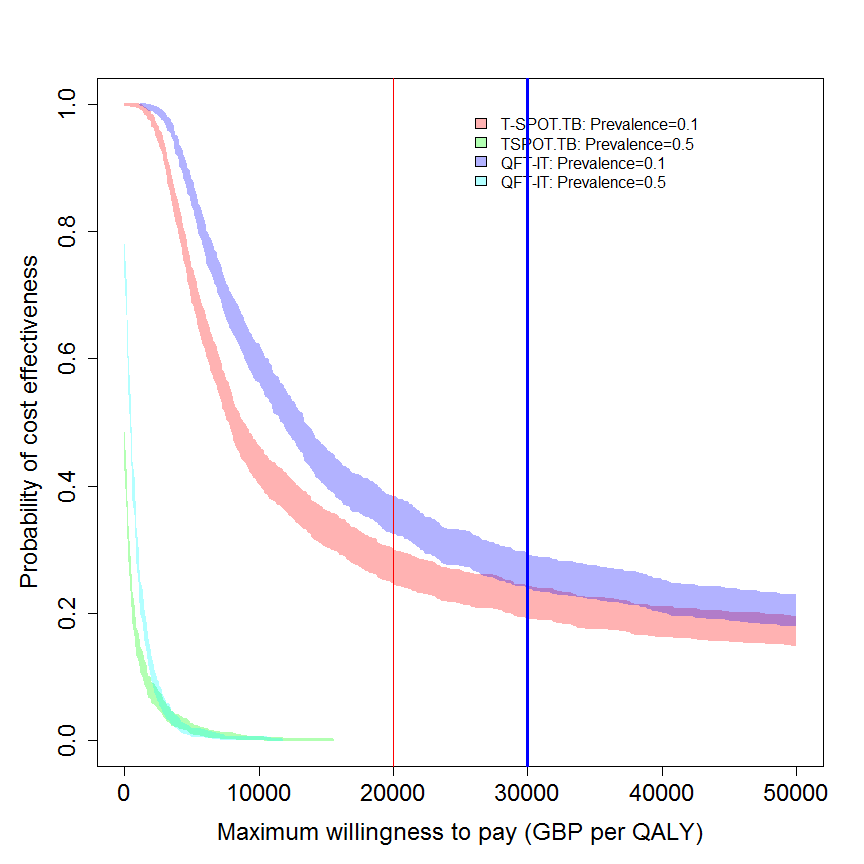 T-SPOT.TB: Prevalence=0.1
TSPOT.TB: Prevalence=0.5
QFT-IT: Prevalence=0.1
QFT-IT: Prevalence=0.5
Probability of cost effectiveness
1.0
0.8
0.6
0.4
0.2
0.0
0 10000 20000 30000 40000 50000
Maximum willingness to pay (GBP per QALY)